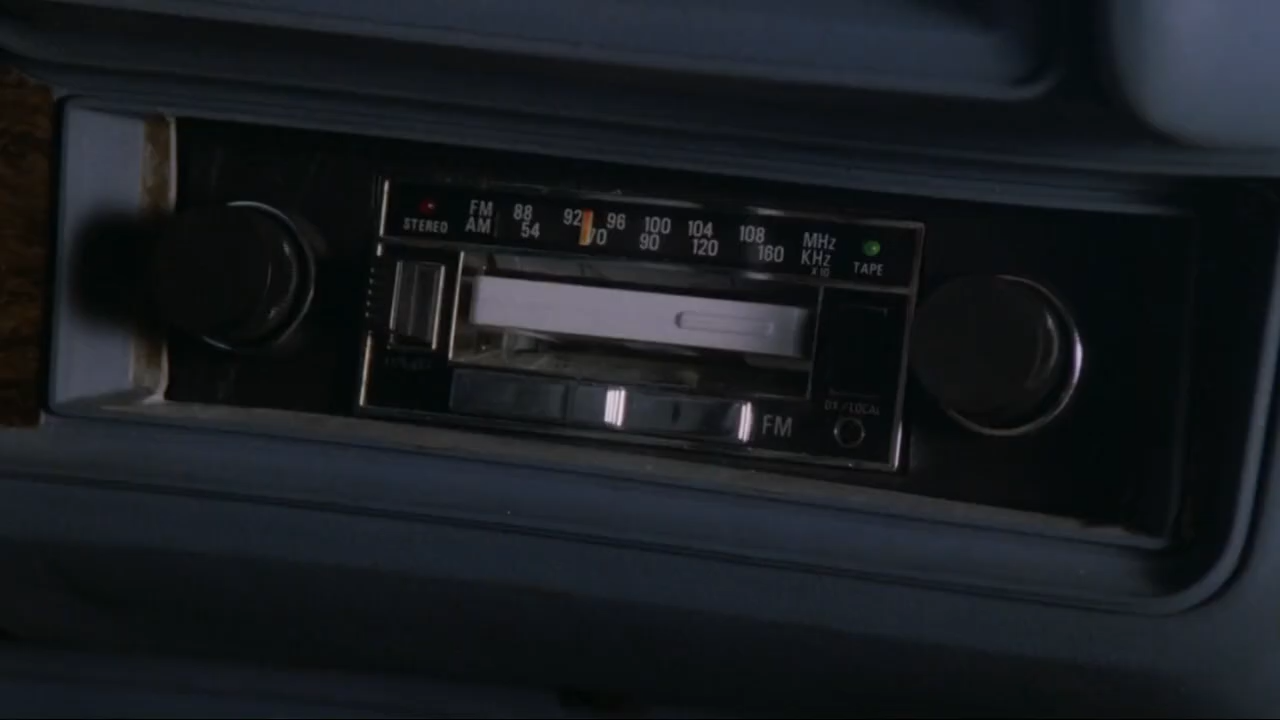 STEREO FM 88 92 96 100 104 108 MHz
AM 54 70 90 120 160 KHz
X10
TAPE
DX/LOCAL
FM